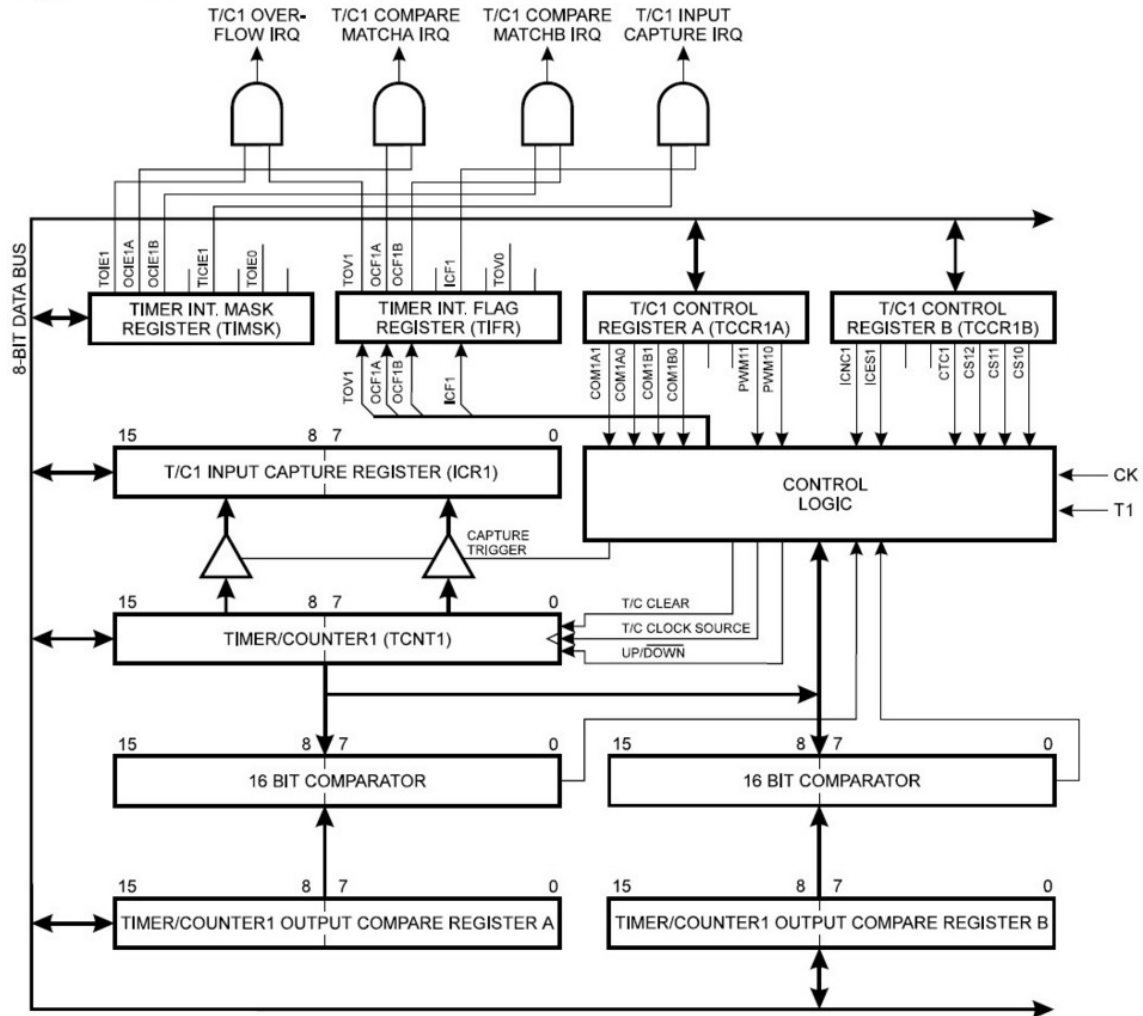 T/C1 OVER-
FLOW IRQ
T/C1 COMPARE
MATCHA IRQ
T/C1 COMPARE
MATCHB IRQ
T/C1 INPUT
CAPTURE IRQ
8-BIT DATA BUS
TOIE1
OCIE1A
OCIE1B
TICIE1
TOIE0
TOV1
OCF1A
OCF1B
ICF1
TOV0
TIMER INT. MASK
REGISTER (TIMSK)
TIMER INT. FLAG
REGISTER (TIFR)
T/C1 CONTROL
REGISTER A (TCCR1A)
T/C1 CONTROL
REGISTER B (TCCR1B)
TOV1
OCF1A
OCF1B
ICF1
COM1A1
COM1A0
COM1B1
COM1B0
PWM11
PWM10
ICNC1
ICES1
CTC1
CS12
CS11
CS10
15 8 7 0
T/C1 INPUT CAPTURE REGISTER (ICR1)
CONTROL
LOGIC
CK
T1
CAPTURE
TRIGGER
15 8 7 0
TIMER/COUNTER1 (TCNT1)
T/C CLEAR
T/C CLOCK SOURCE
UP/DOWN
15 8 7 0
16 BIT COMPARATOR
15 8 7 0
16 BIT COMPARATOR
15 8 7 0
TIMER/COUNTER1 OUTPUT COMPARE REGISTER A
15 8 7 0
TIMER/COUNTER1 OUTPUT COMPARE REGISTER B